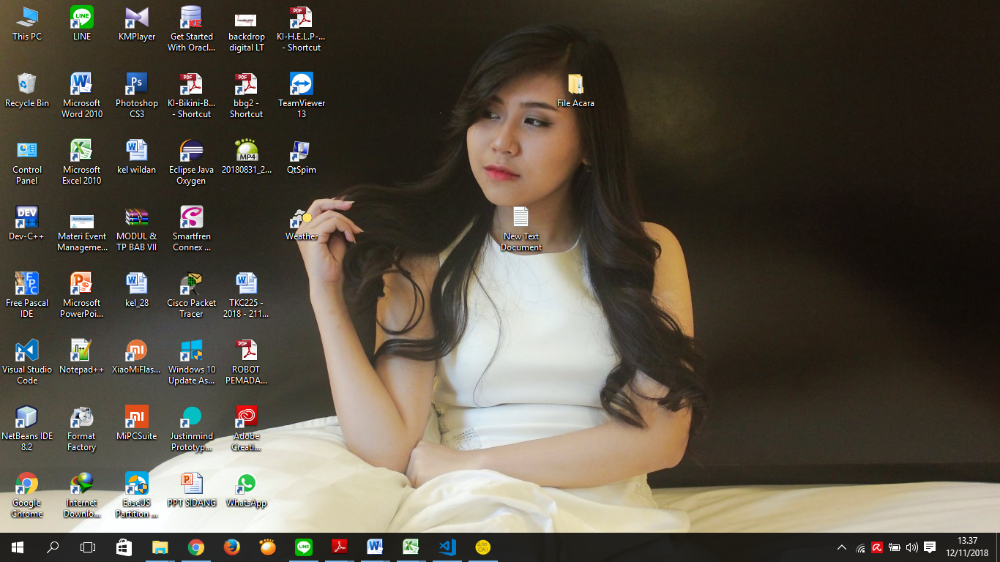 This PC
LINE
KMPlayer
Get Started
With Oracl...
backdrop
digital LT
KI-H.E.L.P-...
- Shortcut
Recycle Bin
Microsoft
Word 2010
Photoshop
CS3
KI-Bikini-B...
- Shortcut
bbg2 -
Shortcut
TeamViewer
13
File Acara
Control
Panel
Microsoft
Excel 2010
kel wildan
Eclipse Java
Oxygen
MP4
20180831_2...
QtSpim
Dev-C++
Materi Event
Manageme...
MODUL &
TP BAB VII
Smartfren
Connex ...
Weather
New Text
Document
Free Pascal
IDE
Microsoft
PowerPoi...
kel_28
Cisco Packet
Tracer
TKC225 -
2018 - 211...
Visual Studio
Code
Notepad++
XiaoMiFlas...
Windows 10
Update As...
ROBOT
PEMADA...
NetBeans IDE
8.2
Format
Factory
MiPCSuite
Justinmind
Prototyp...
Adobe
Creati...
Google
Chrome
Internet
Downlo...
EaseUS
Partition ...
PPT SIDANG
WhatsApp
13.37
12/11/2018